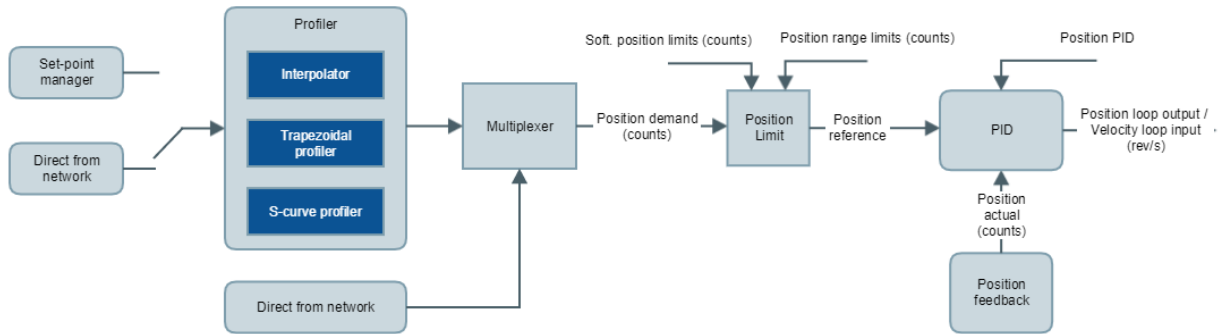 Profiler
Set-point
manager
Direct from
network
Interpolator
Trapezoidal
profiler
S-curve profiler
Direct from network
Multiplexer
Position demand
(counts)
Soft. position limits (counts)
Position range limits (counts)
Position
Limit
Position
reference
Position PID
PID
Position loop output /
Velocity loop input
(rev/s)
Position
actual
(counts)
Position
feedback